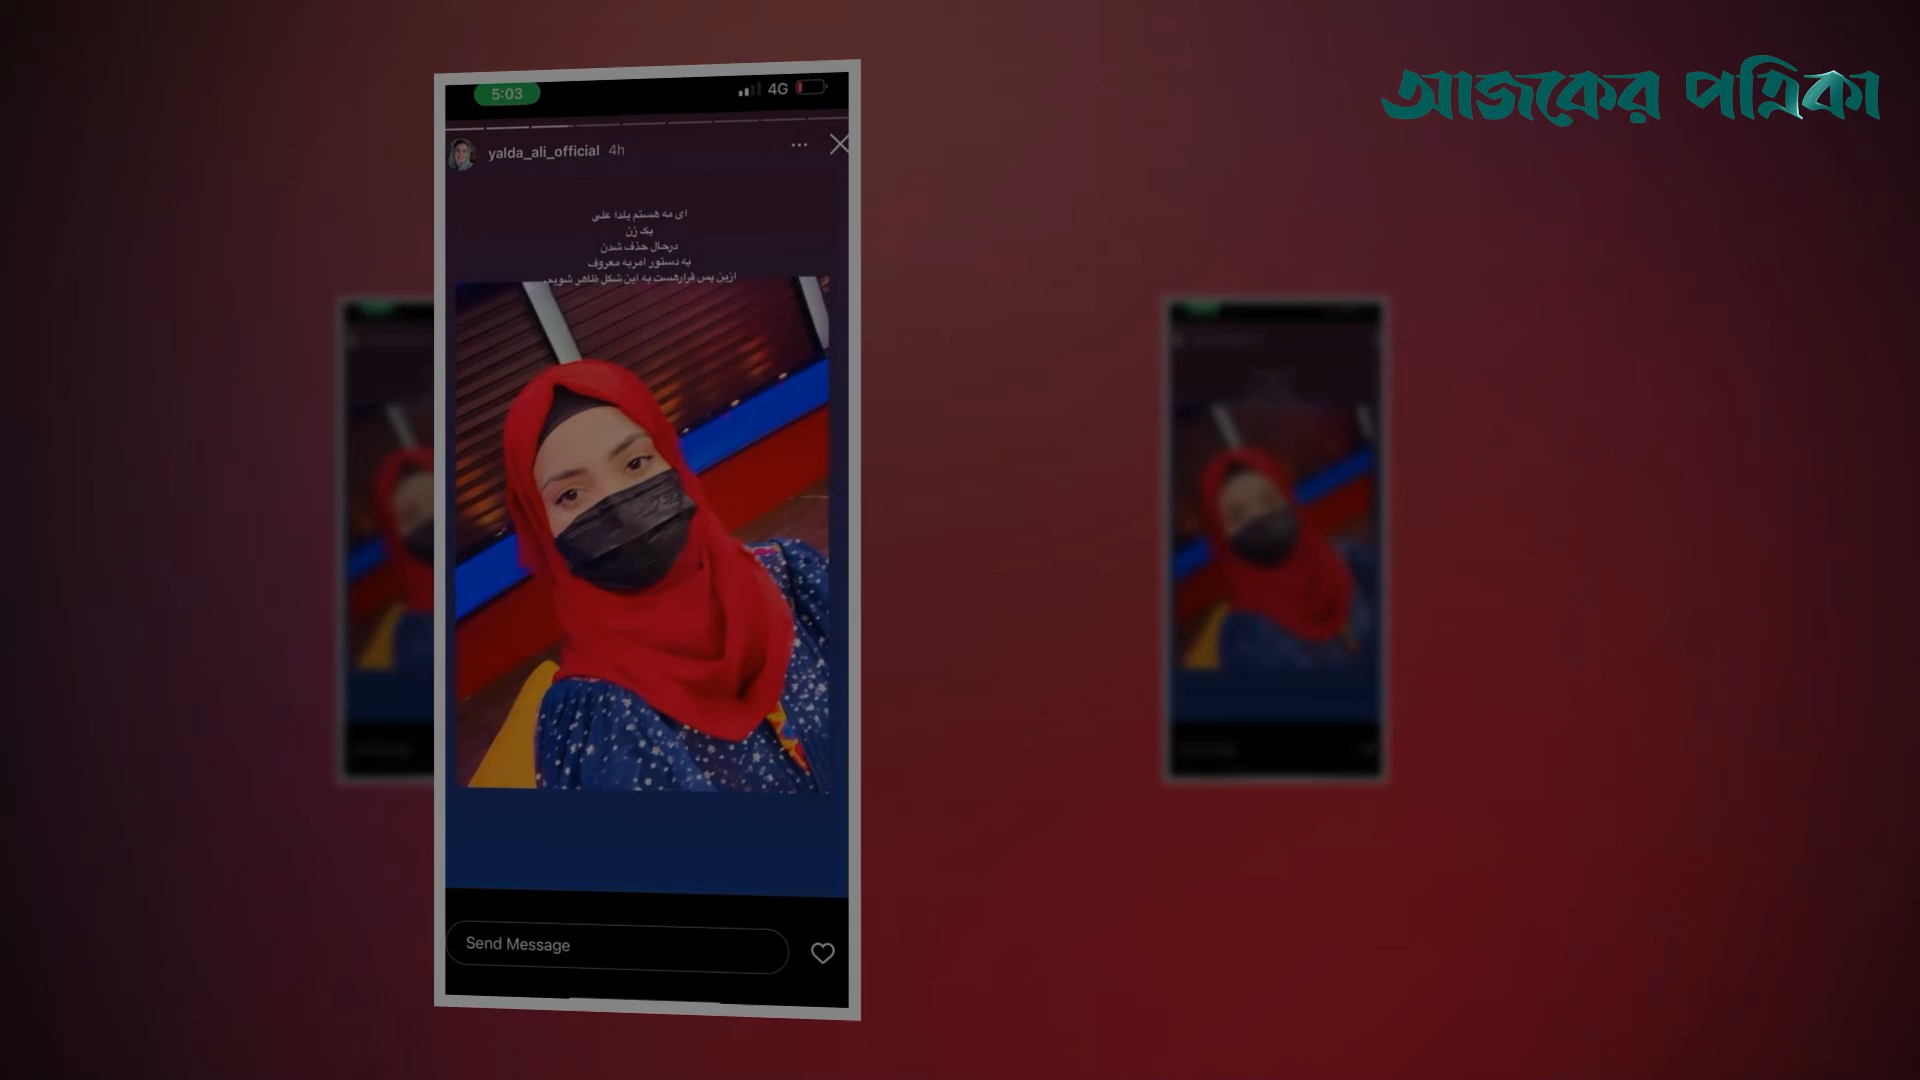 আজকের পত্রিকা
5:03
4G
yalda_ali_official 4h
ای مه هستم یلدا علی
یک زن
درحال حذف شدن
به دستور امربه معروف
ازین پس قرارهست به این شکل ظاهر شویم.
Send Message